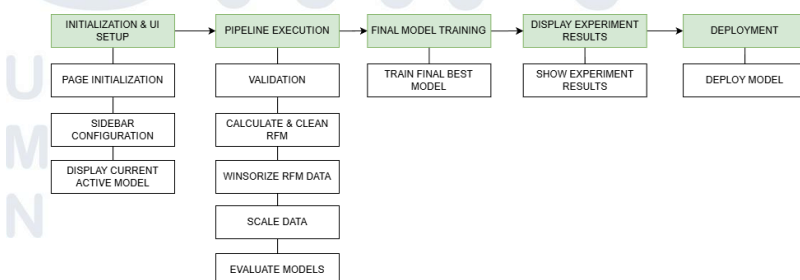 INITIALIZATION & UI
SETUP
PIPELINE EXECUTION
FINAL MODEL TRAINING
DISPLAY EXPERIMENT
RESULTS
DEPLOYMENT
PAGE INITIALIZATION
VALIDATION
TRAIN FINAL BEST
MODEL
SHOW EXPERIMENT
RESULTS
DEPLOY MODEL
SIDEBAR
CONFIGURATION
CALCULATE & CLEAN
RFM
DISPLAY CURRENT
ACTIVE MODEL
WINSORIZE RFM DATA
SCALE DATA
EVALUATE MODELS
U
M
N